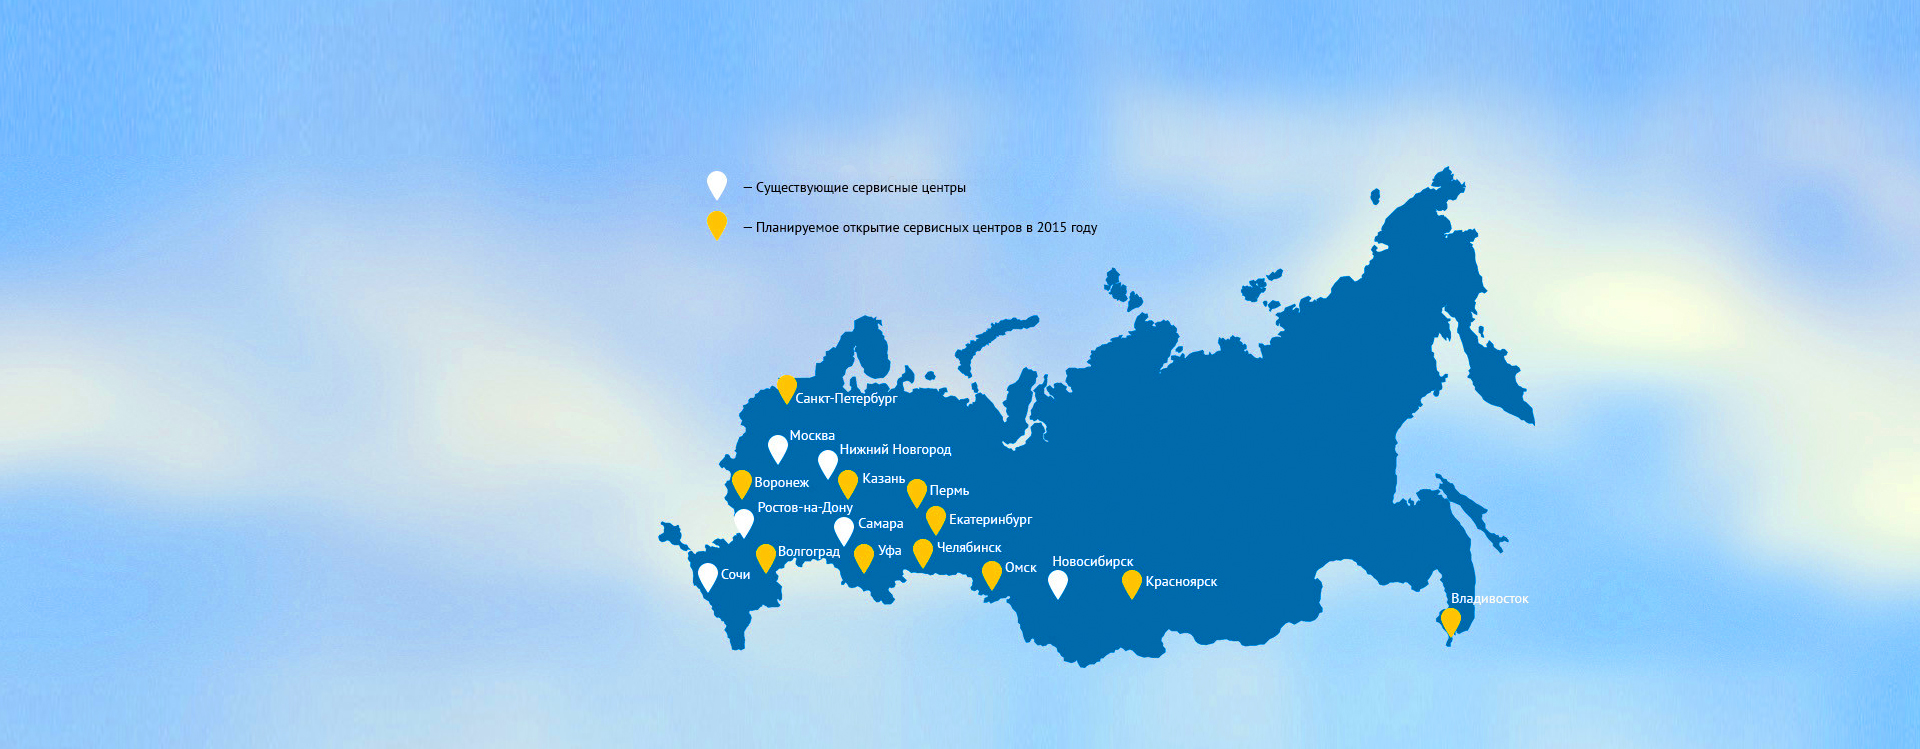 – Существующие сервисные центры
– Планируемое открытие сервисных центров в 2015 году
Санкт-Петербург
Москва
Нижний Новгород
Воронеж
Казань
Пермь
Ростов-на-Дону
Самара
Екатеринбург
Волгоград
Уфа
Челябинск
Сочи
Омск
Новосибирск
Красноярск
Владивосток